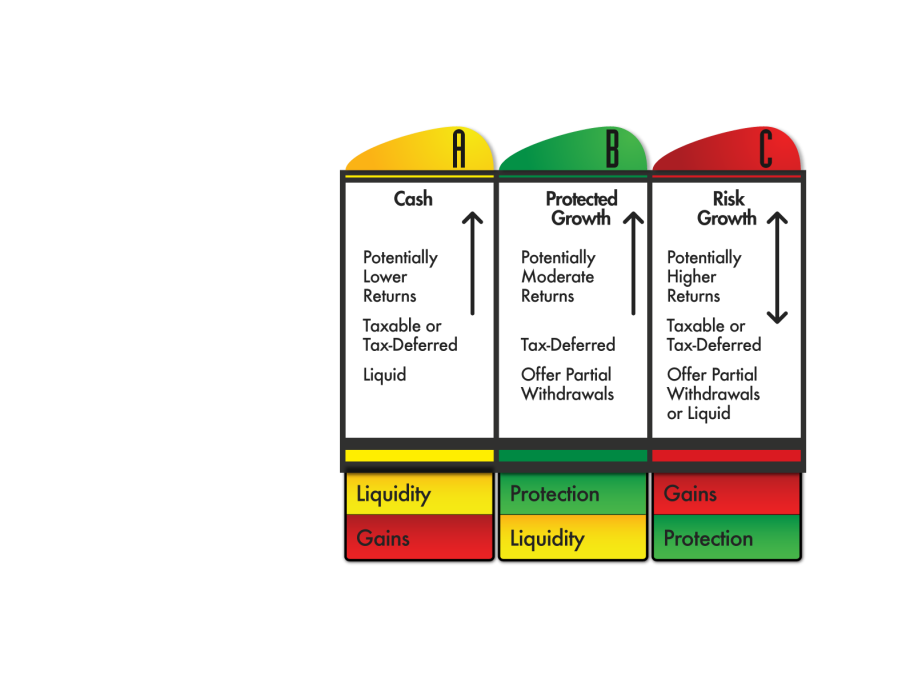 A
Cash
Potentially
Lower
Returns
Taxable or
Tax-Deferred
Liquid
Liquidity
Gains
B
Protected
Growth
Potentially
Moderate
Returns
Tax-Deferred
Offer Partial
Withdrawals
Protection
Liquidity
C
Risk
Growth
Potentially
Higher
Returns
Taxable or
Tax-Deferred
Offer Partial
Withdrawals
or Liquid
Gains
Protection